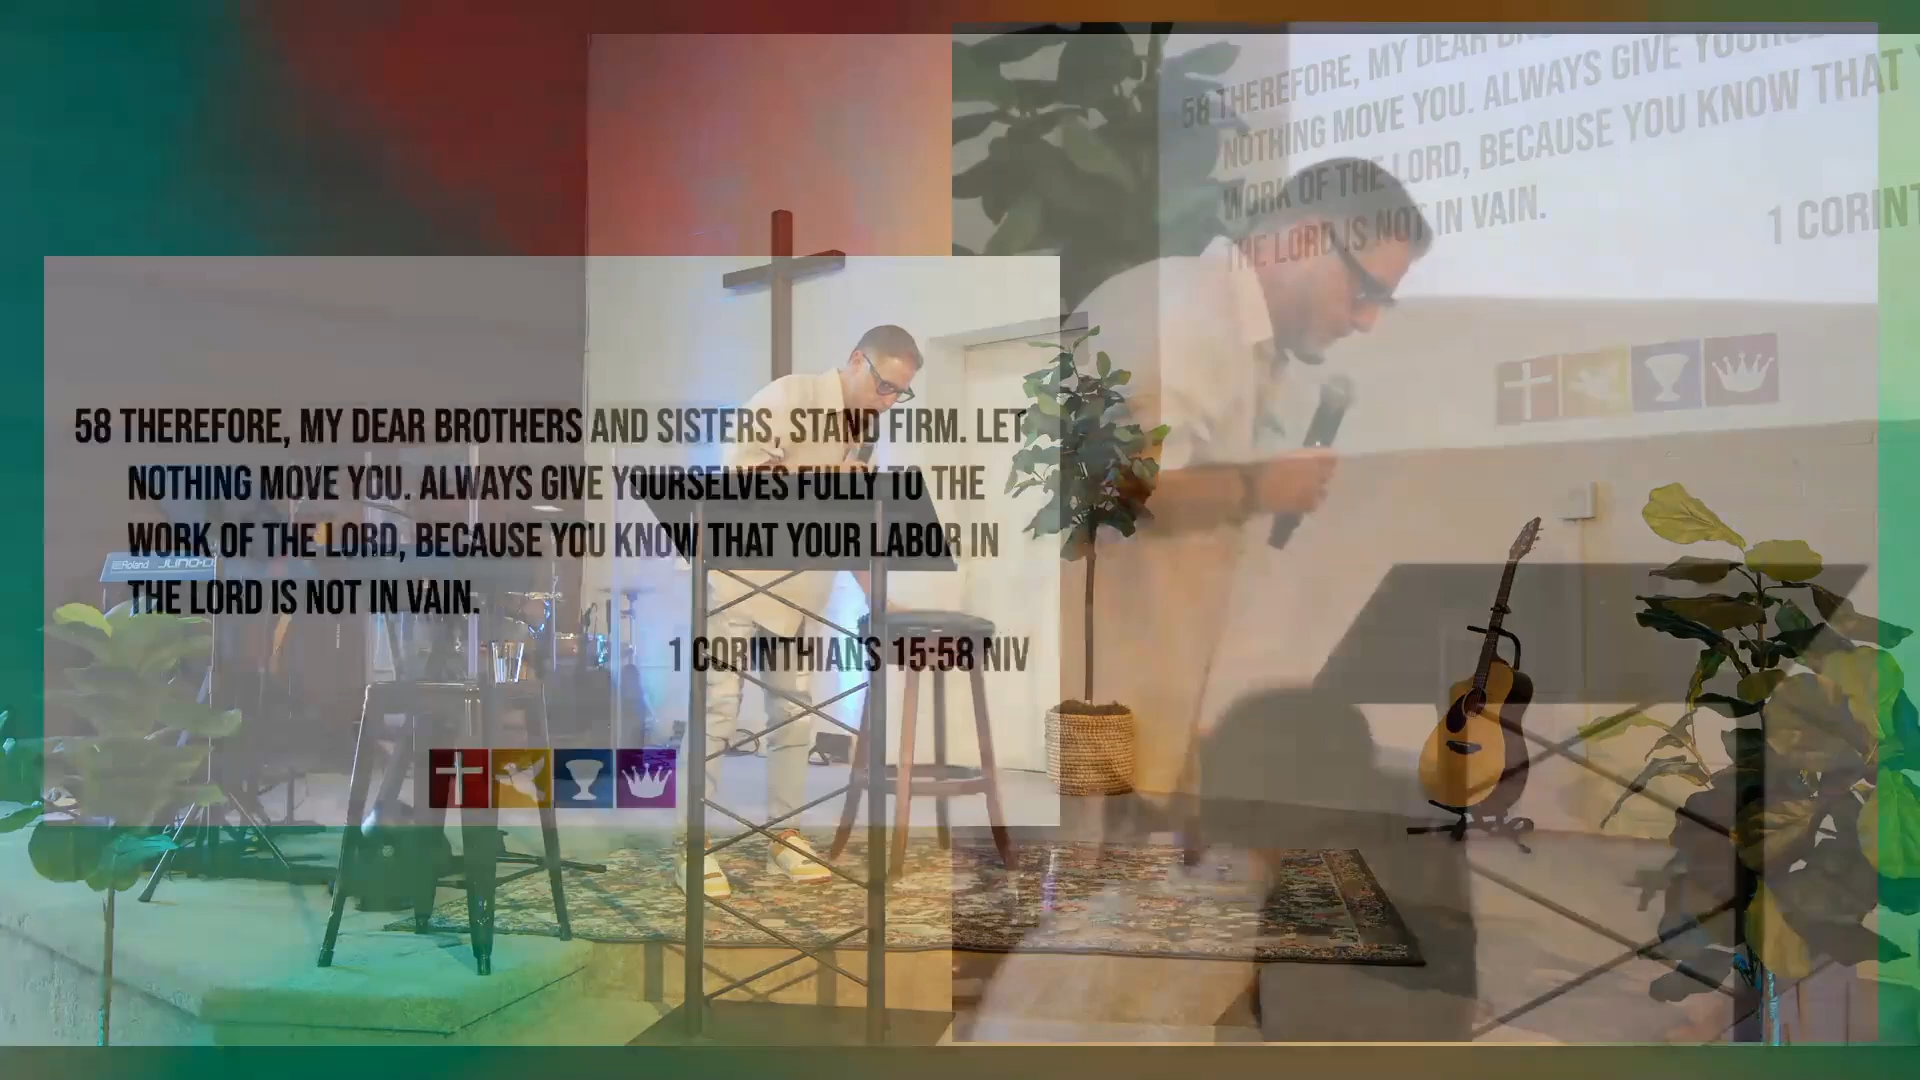 58 THEREFORE, MY DEAR BROTHERS AND SISTERS, STAND FIRM. LET
NOTHING MOVE YOU. ALWAYS GIVE YOURSELVES FULLY TO THE
WORK OF THE LORD, BECAUSE YOU KNOW THAT YOUR LABOR IN
THE LORD IS NOT IN VAIN.
1 CORINTHIANS 15:58 NIV
58 THEREFORE, MY DEAR
NOTHING MOVE YOU. ALWAYS GIVE
WORK OF THE LORD, BECAUSE YOU KNOW THAT
THE LORD IS NOT IN VAIN.
1 CORINT
Roland JUNO-D